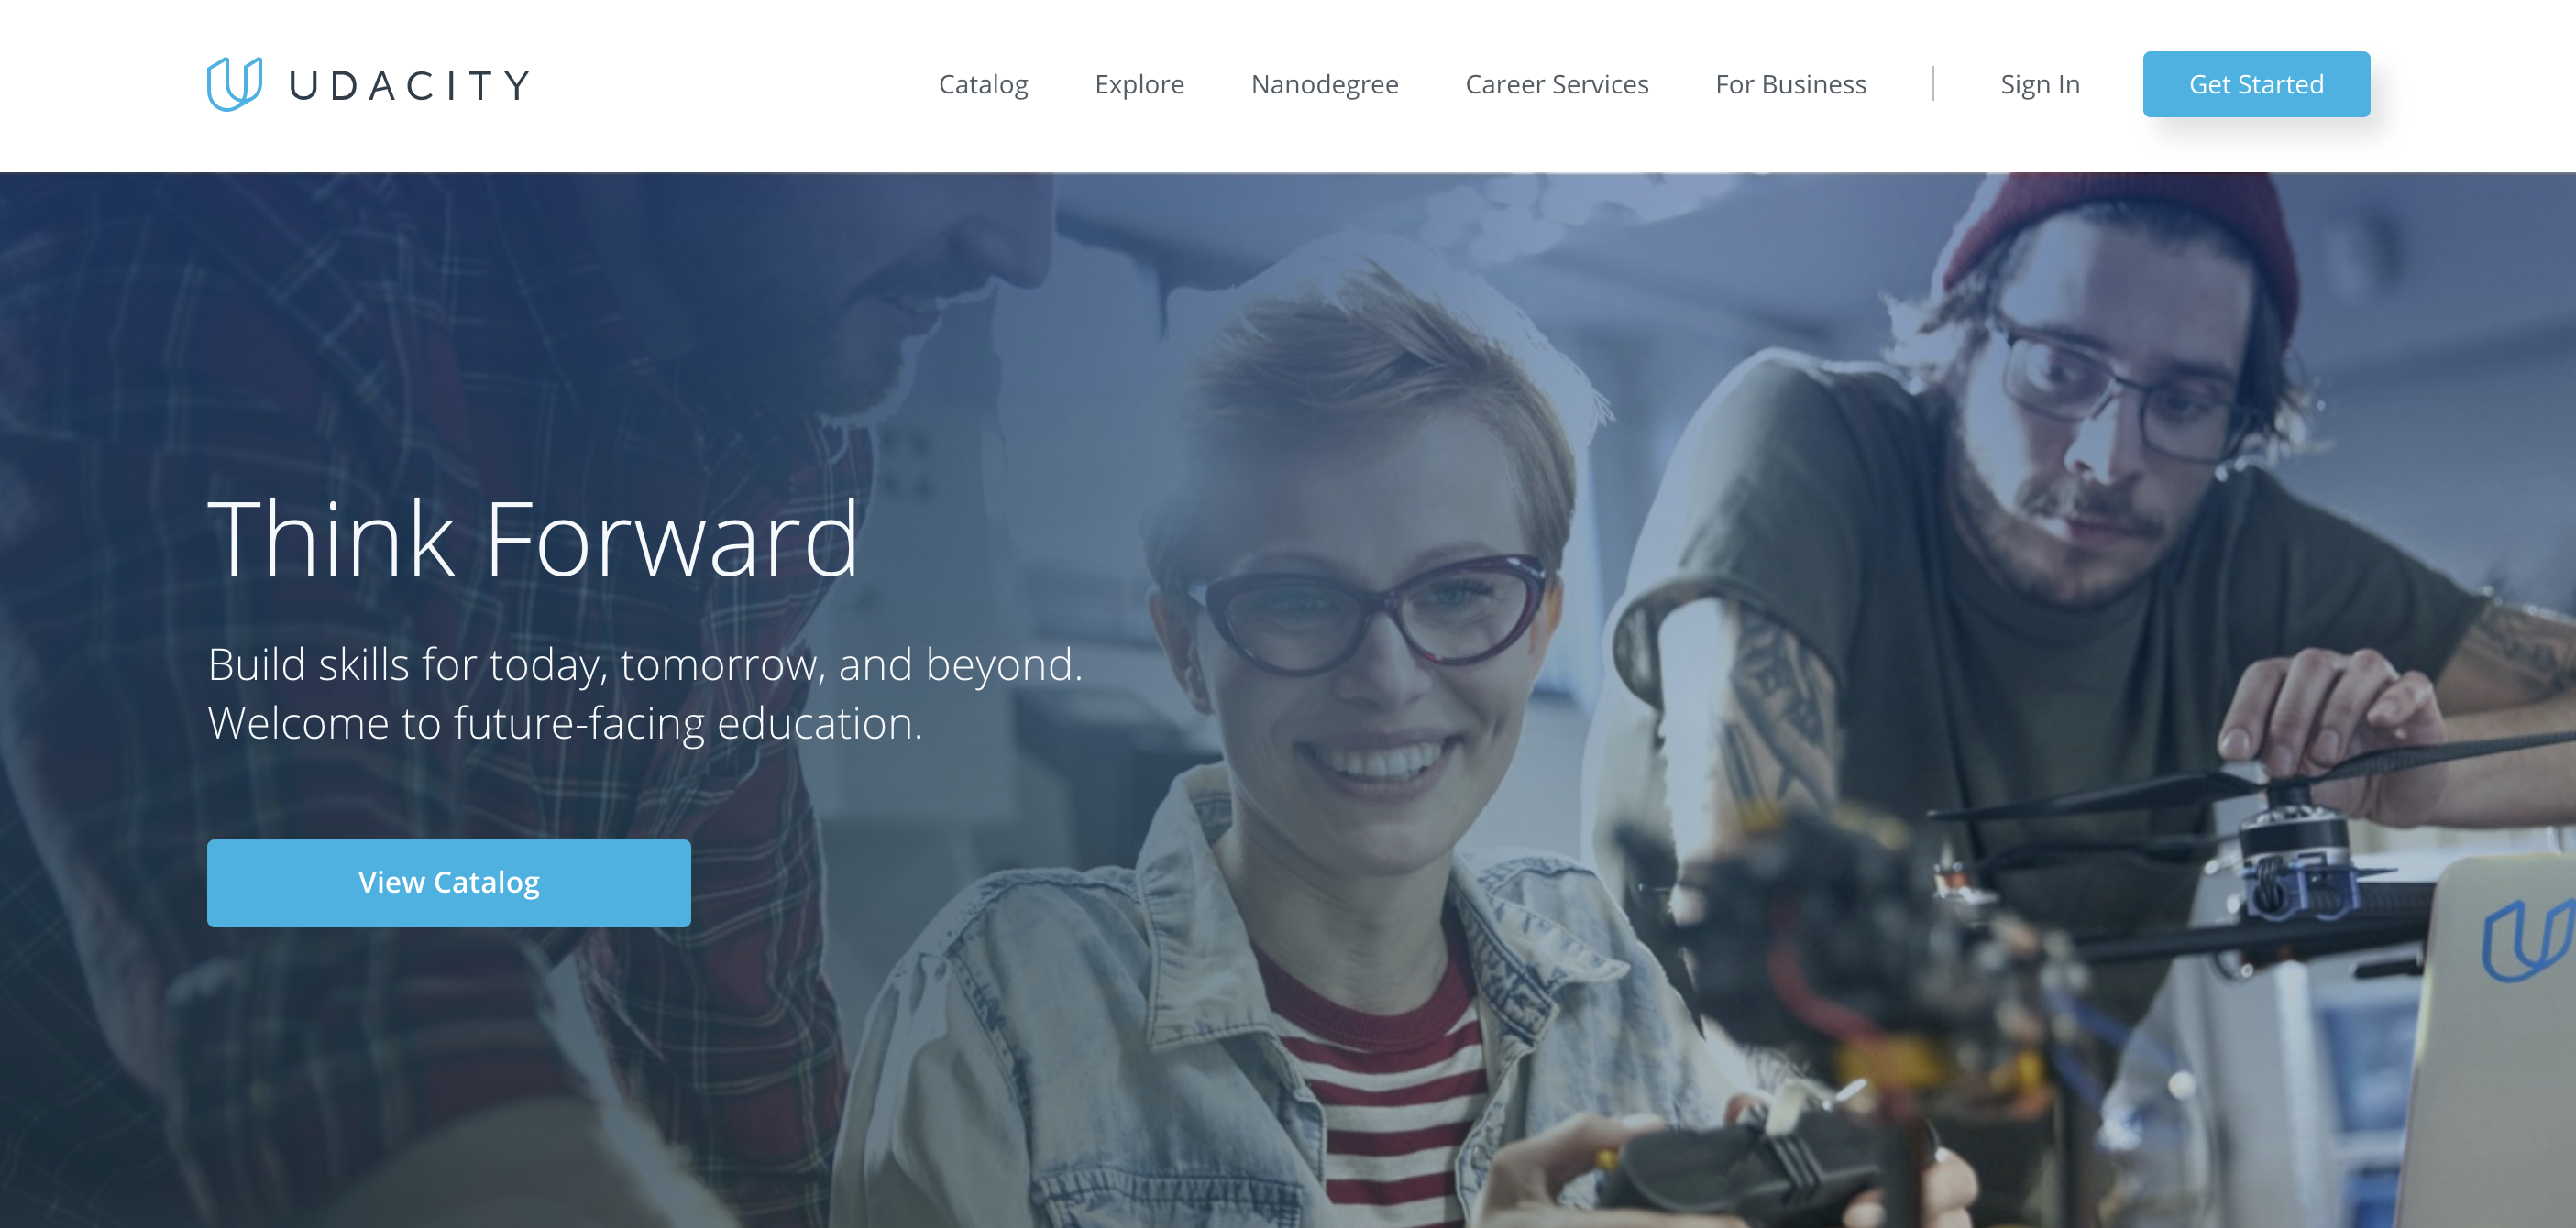 UDACITY
Catalog Explore Nanodegree Career Services For Business Sign In Get Started
Think Forward
Build skills for today, tomorrow, and beyond.
Welcome to future-facing education.
View Catalog